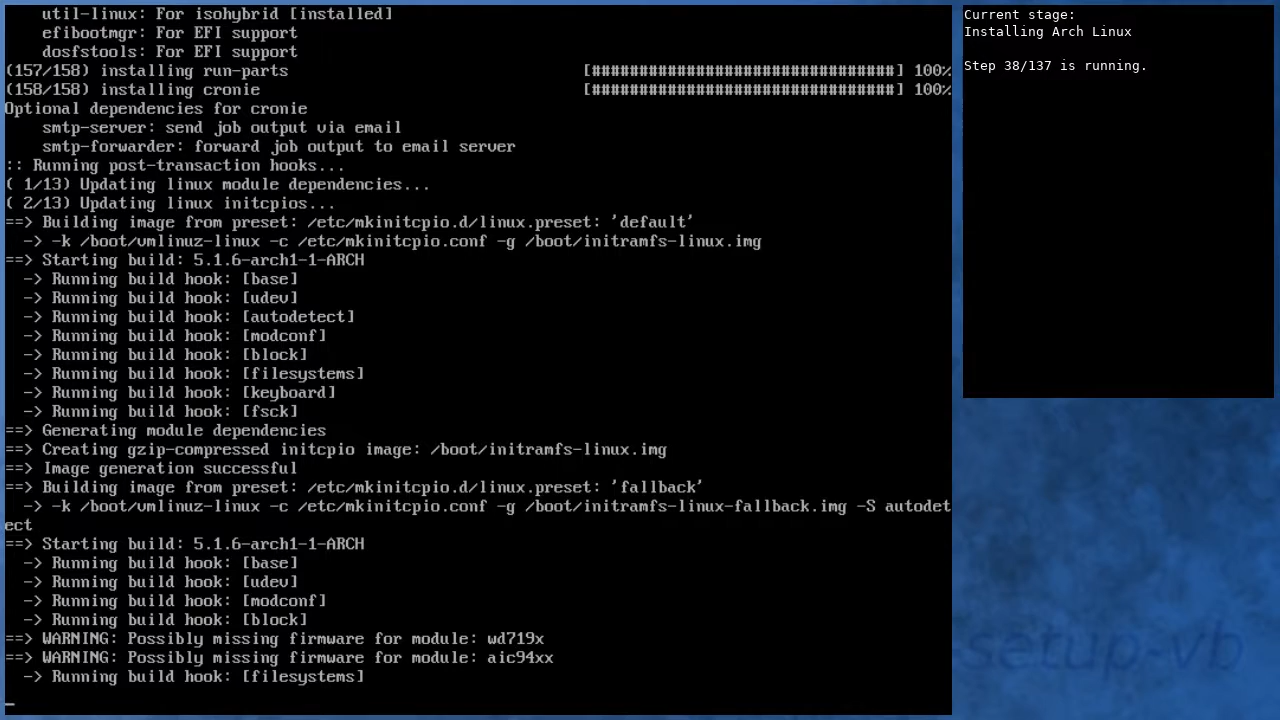 util-linux: For isohybrid [installed]
    efibootmgr: For EFI support
    dosfstools: For EFI support
(157/158) installing run-parts                               [################################] 100%
(158/158) installing cronie                                  [################################] 100%
Optional dependencies for cronie
    smtp-server: send job output via email
    smtp-forwarder: forward job output to email server
:: Running post-transaction hooks...
( 1/13) Updating linux module dependencies...
( 2/13) Updating linux initcpios...
==> Building image from preset: /etc/mkinitcpio.d/linux.preset: 'default'
  -> -k /boot/vmlinuz-linux -c /etc/mkinitcpio.conf -g /boot/initramfs-linux.img
==> Starting build: 5.1.6-arch1-1-ARCH
  -> Running build hook: [base]
  -> Running build hook: [udev]
  -> Running build hook: [autodetect]
  -> Running build hook: [modconf]
  -> Running build hook: [block]
  -> Running build hook: [filesystems]
  -> Running build hook: [keyboard]
  -> Running build hook: [fsck]
==> Generating module dependencies
==> Creating gzip-compressed initcpio image: /boot/initramfs-linux.img
==> Image generation successful
==> Building image from preset: /etc/mkinitcpio.d/linux.preset: 'fallback'
  -> -k /boot/vmlinuz-linux -c /etc/mkinitcpio.conf -g /boot/initramfs-linux-fallback.img -S autodet
ect
==> Starting build: 5.1.6-arch1-1-ARCH
  -> Running build hook: [base]
  -> Running build hook: [udev]
  -> Running build hook: [modconf]
  -> Running build hook: [block]
==> WARNING: Possibly missing firmware for module: wd719x
==> WARNING: Possibly missing firmware for module: aic94xx
  -> Running build hook: [filesystems]
_
Current stage:
Installing Arch Linux
Step 38/137 is running.
-setup-vb